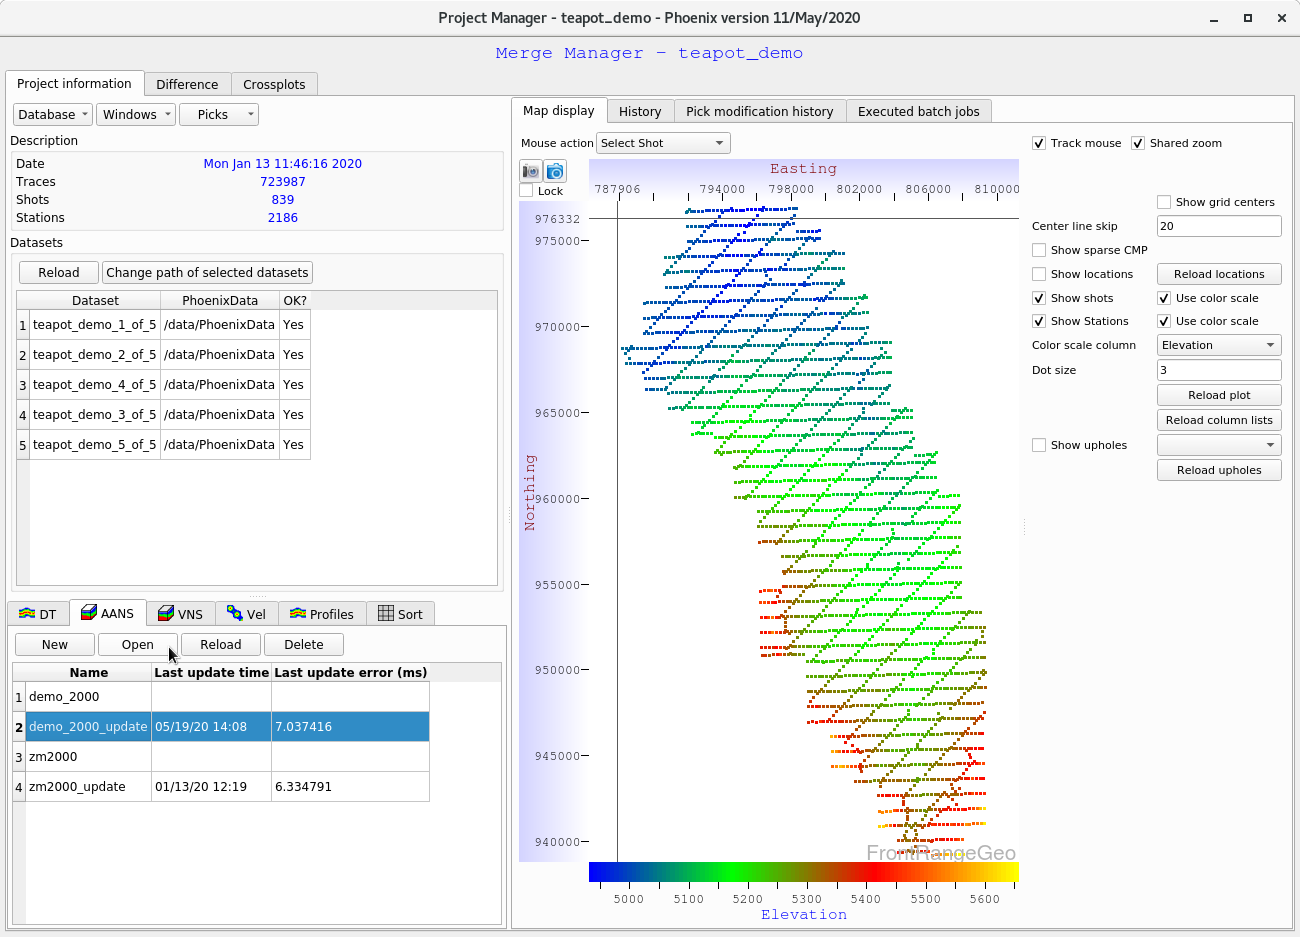 Project Manager - teapot_demo - Phoenix version 11/May/2020
Merge Manager - teapot_demo
Project information Difference Crossplots
Database Windows Picks
Description
Date Mon Jan 13 11:46:16 2020
Traces 723987
Shots 839
Stations 2186
Datasets
Reload Change path of selected datasets
Dataset PhoenixData OK?
1 teapot_demo_1_of_5 /data/PhoenixData Yes
2 teapot_demo_2_of_5 /data/PhoenixData Yes
3 teapot_demo_4_of_5 /data/PhoenixData Yes
4 teapot_demo_3_of_5 /data/PhoenixData Yes
5 teapot_demo_5_of_5 /data/PhoenixData Yes
DT AANS VNS Vel Profiles Sort
New Open Reload Delete
Name Last update time Last update error (ms)
1 demo_2000
2 demo_2000_update 05/19/20 14:08 7.037416
3 zm2000
4 zm2000_update 01/13/20 12:19 6.334791
Map display History Pick modification history Executed batch jobs
Mouse action Select Shot
Lock
Easting
787906 794000 798000 802000 806000 810000
976332
975000
970000
965000
960000
955000
950000
945000
940000
Northing
FrontRangeGeo
5000 5100 5200 5300 5400 5500 5600
Elevation
Track mouse Shared zoom
Show grid centers
Center line skip 20
Show sparse CMP
Show locations Reload locations
Show shots Use color scale
Show Stations Use color scale
Color scale column Elevation
Dot size 3
Reload plot
Reload column lists
Show upholes
Reload upholes